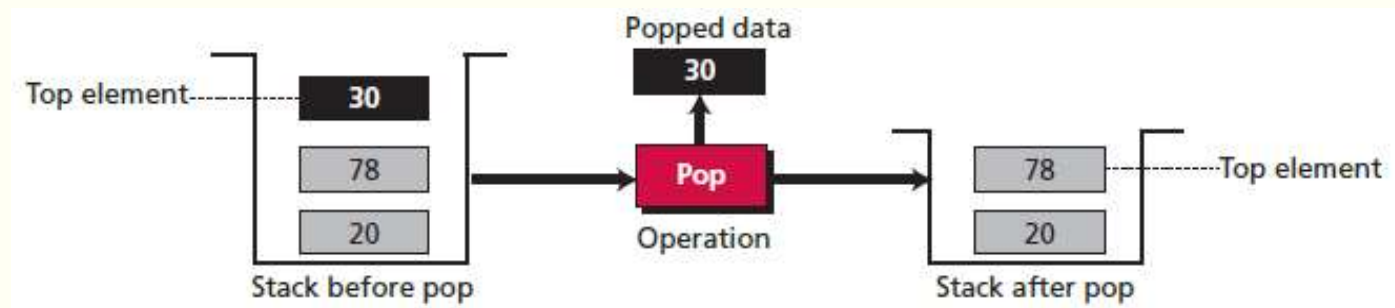 Popped data
30
Top element
30
78
20
Pop
Operation
Stack before pop
78
Top element
20
Stack after pop